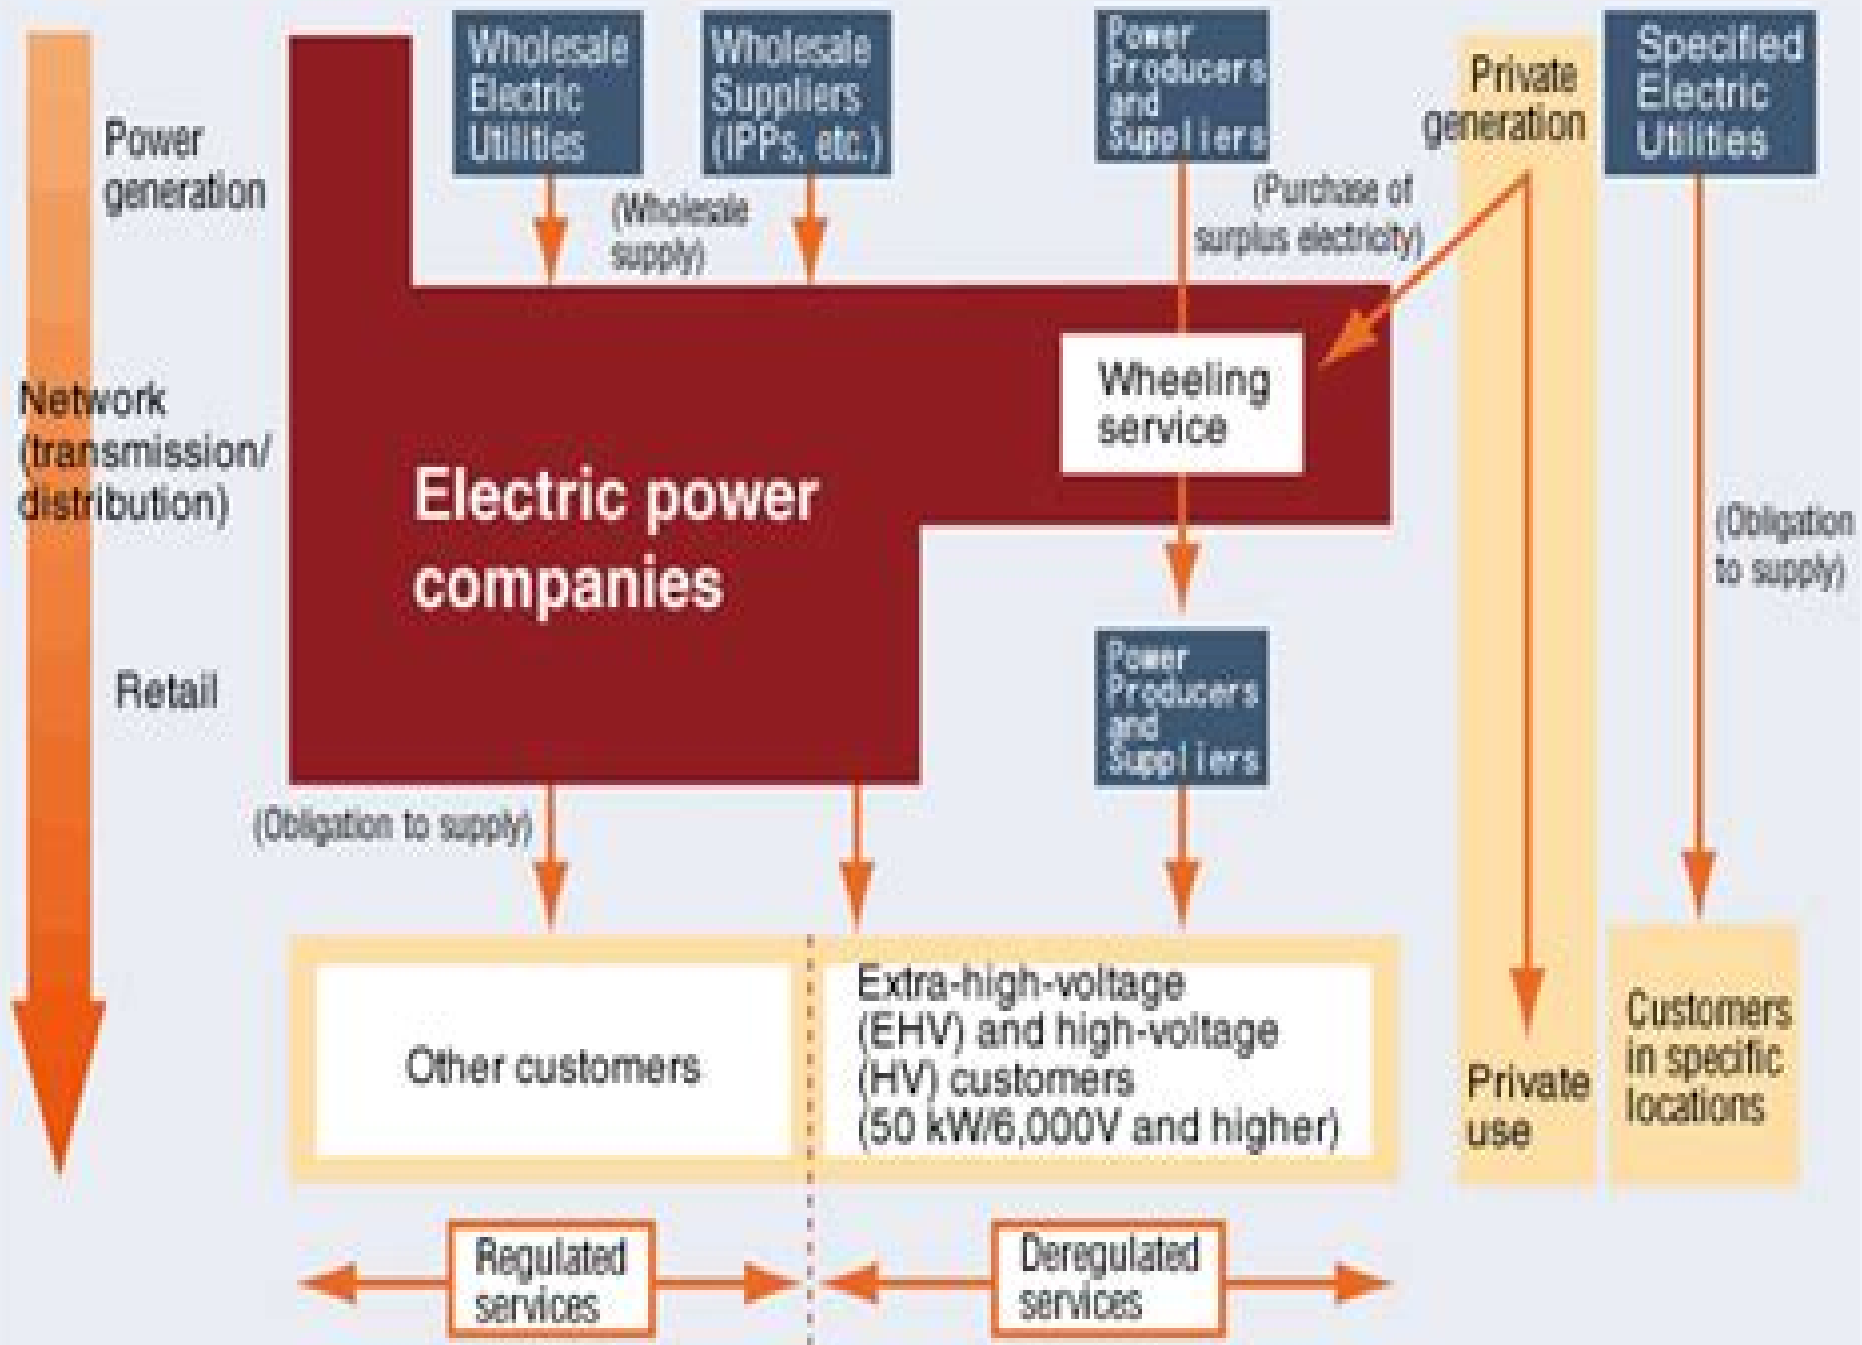 Wholesale
Electric
Utilities
Wholesale
Suppliers
(IPPs, etc.)
Power
Producers
and
Suppliers
Private
generation
Specified
Electric
Utilities
Power
generation
(Wholesale
supply)
(Purchase of
surplus electricity)
Network
(transmission/
distribution)
Wheeling
service
Electric power
companies
(Obligation
to supply)
Retail
Power
Producers
and
Suppliers
(Obligation to supply)
Other customers
Extra-high-voltage
(EHV) and high-voltage
(HV) customers
(50 kW/6,000V and higher)
Private
use
Customers
in specific
locations
Regulated
services
Deregulated
services